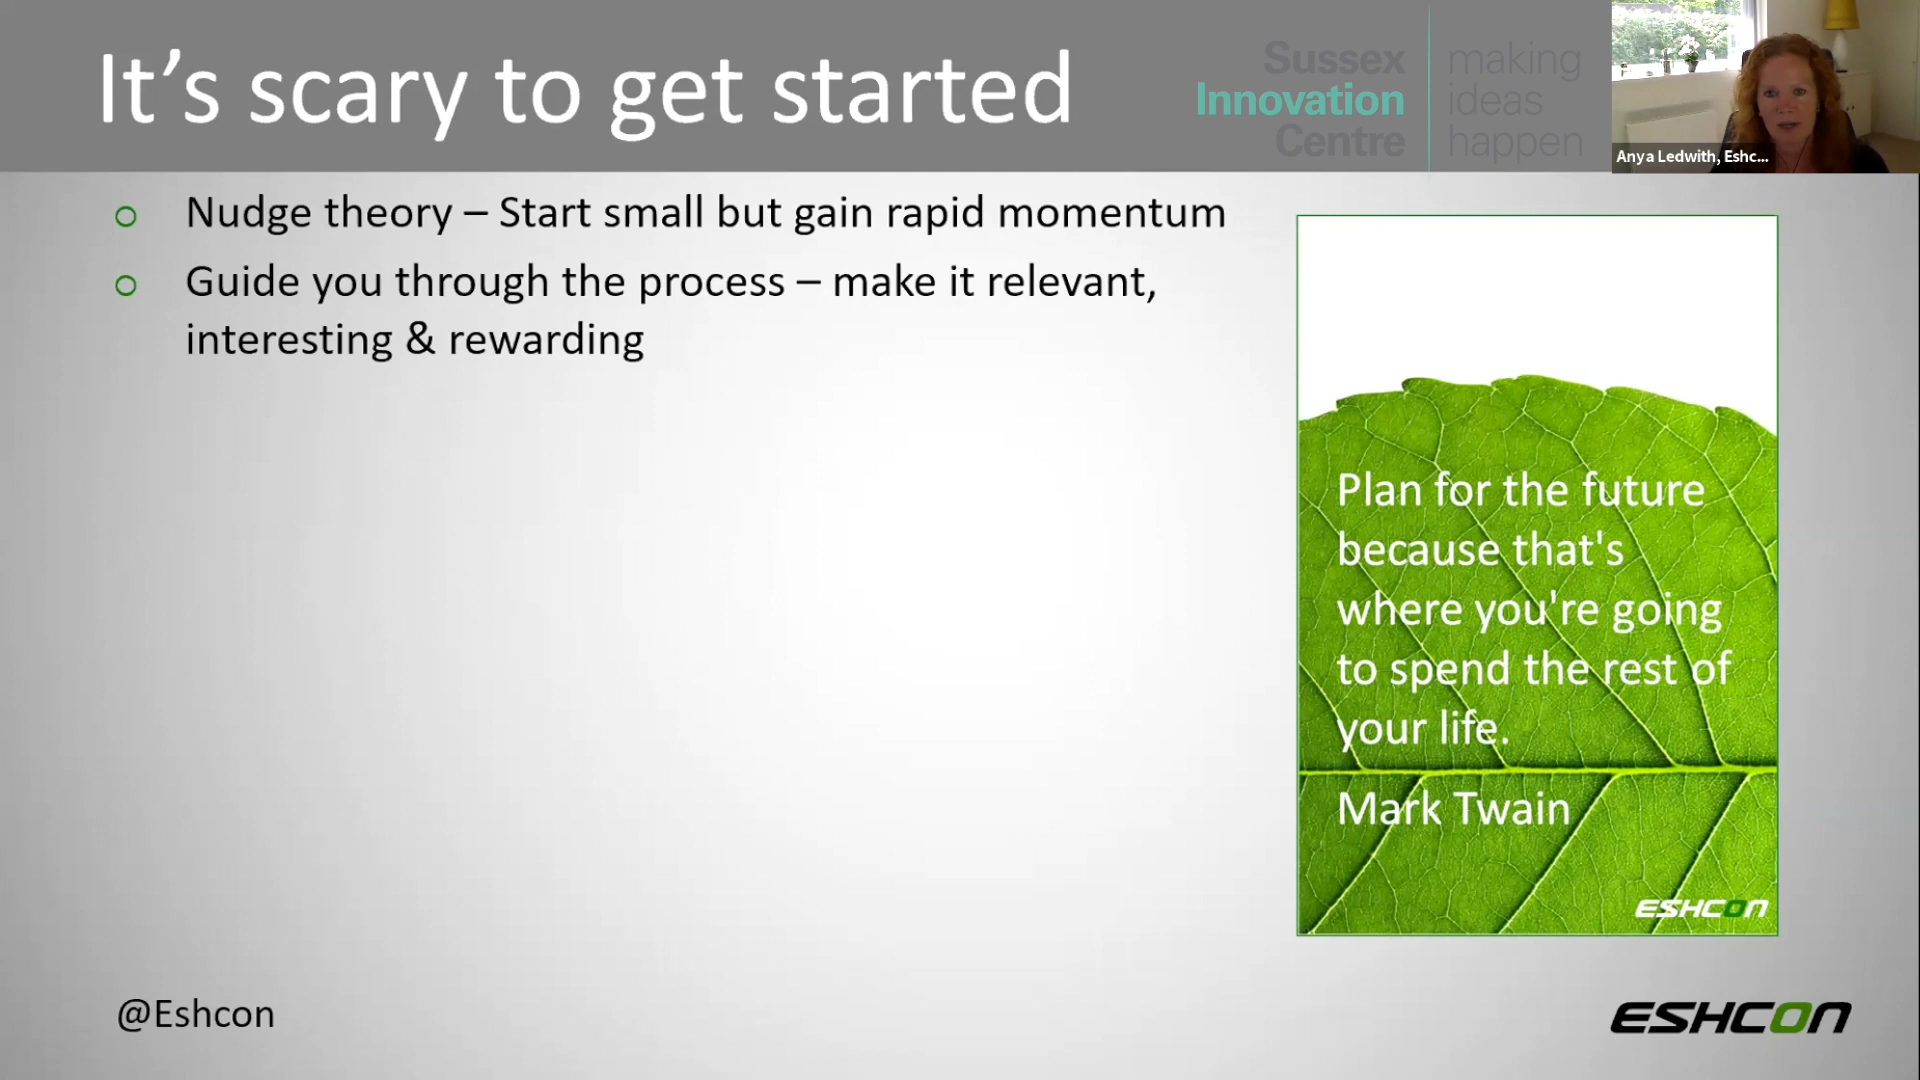 It’s scary to get started
Sussex
Innovation
Centre
making
ideas
happen
Anya Ledwith, Eshc...
○ Nudge theory – Start small but gain rapid momentum
○ Guide you through the process – make it relevant,
interesting & rewarding
Plan for the future
because that's
where you're going
to spend the rest of
your life.
Mark Twain
ESHCON
@Eshcon
ESHCON